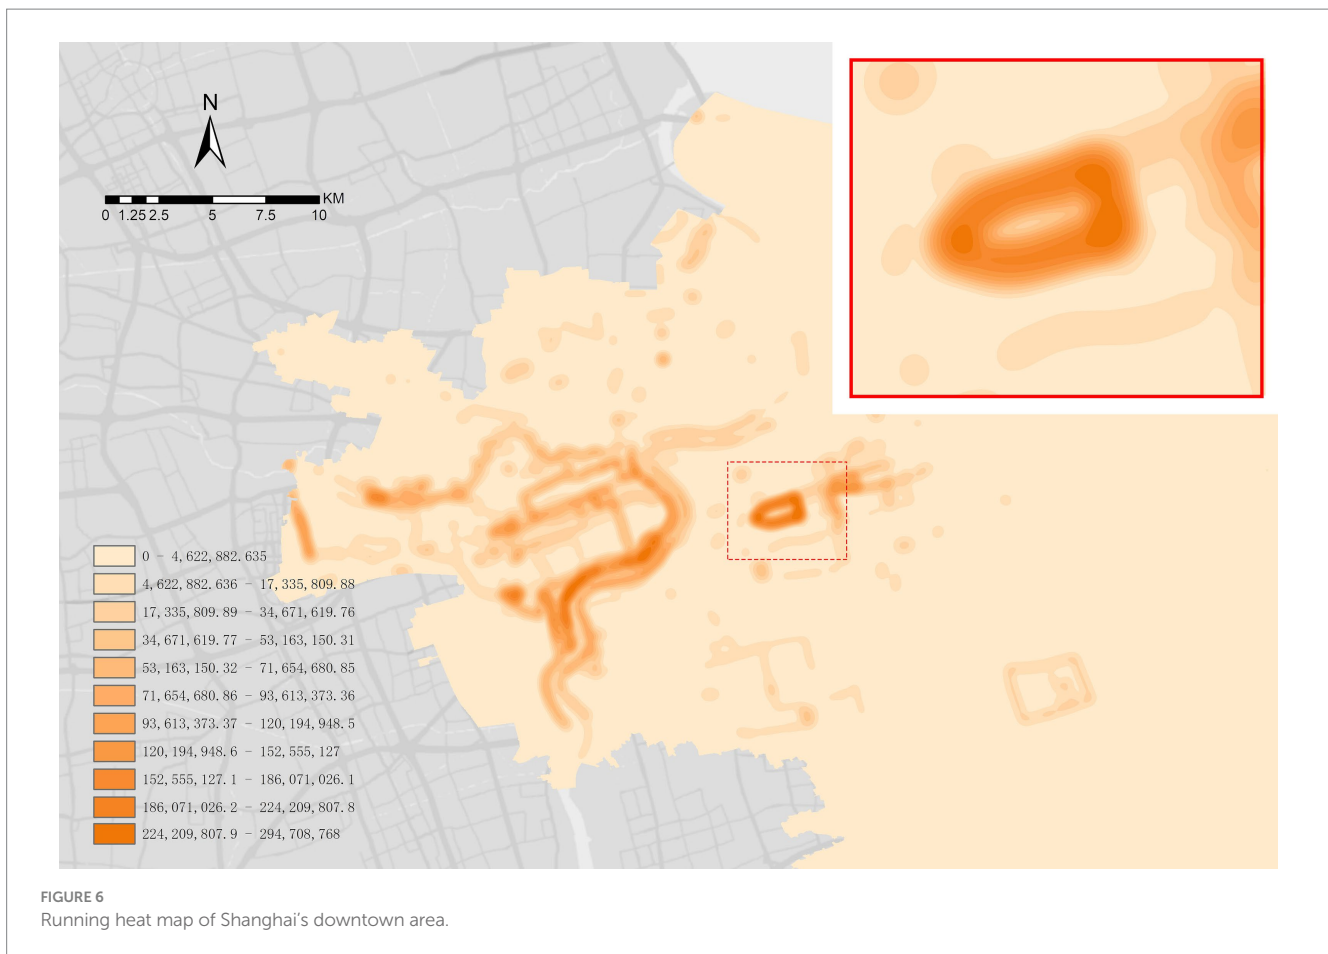 N
KM
0 1.25 2.5 5 7.5 10
0 - 4,622,882.635
4,622,882.636 - 17,335,809.88
17,335,809.89 - 34,671,619.76
34,671,619.77 - 53,163,150.31
53,163,150.32 - 71,654,680.85
71,654,680.86 - 93,613,373.36
93,613,373.37 - 120,194,948.5
120,194,948.6 - 152,555,127
152,555,127.1 - 186,071,026.1
186,071,026.2 - 224,209,807.8
224,209,807.9 - 294,708,768
FIGURE 6
Running heat map of Shanghai's downtown area.